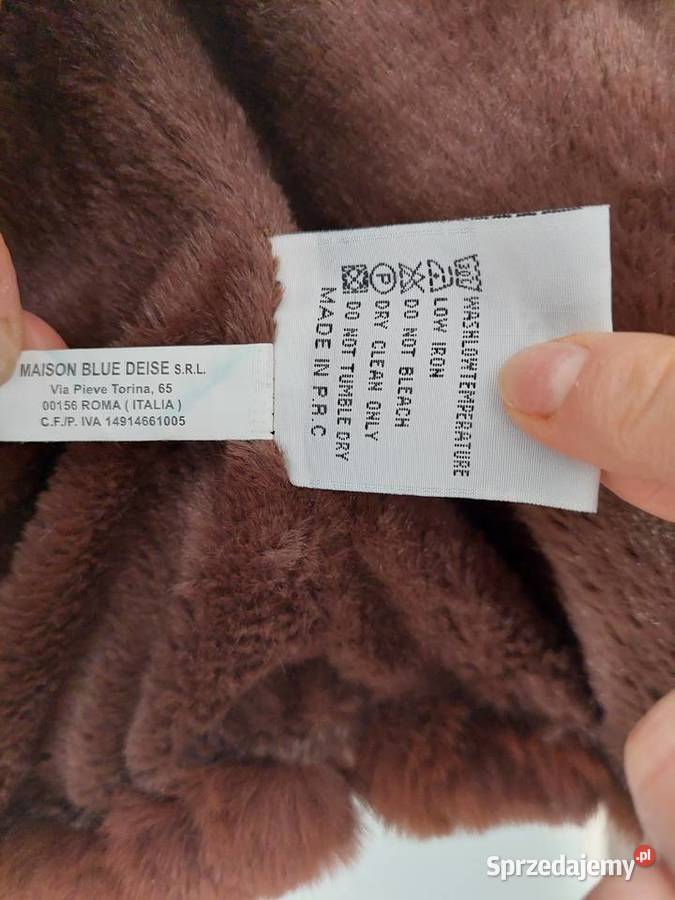 MAISON BLUE DEISE S.R.L.
Via Pieve Torina, 65
00156 ROMA ( ITALIA )
C.F./P. IVA 14914661005
30
WASHLOWTEMPERATURE
LOW IRON
DO NOT BLEACH
P
DRY CLEAN ONLY
DO NOT TUMBLE DRY
MADE IN P.R.C
Sprzedajemy.pl